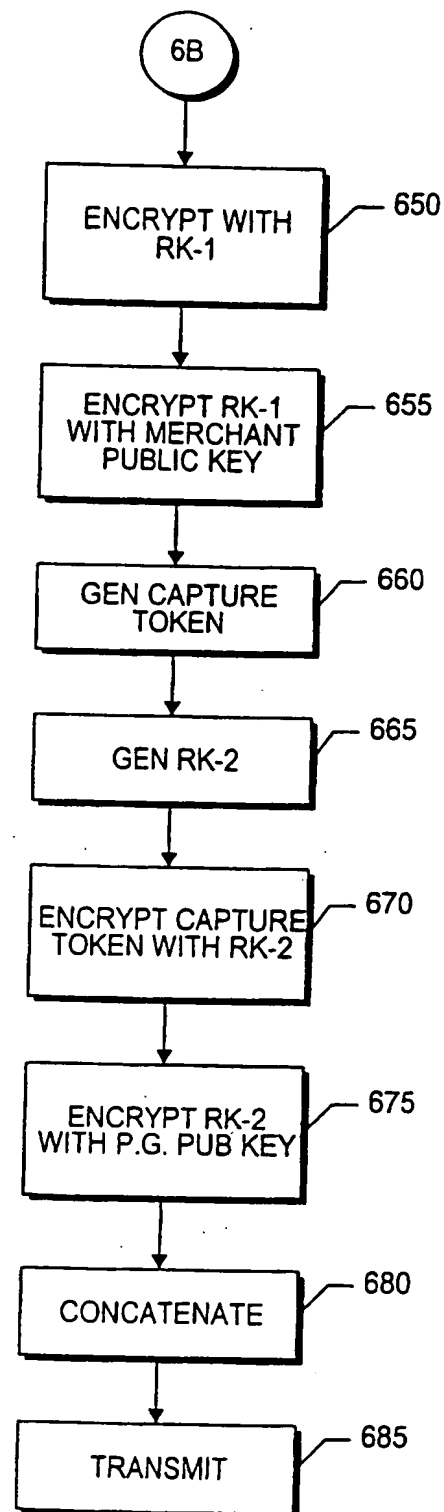 6B
ENCRYPT WITH
RK-1
650
ENCRYPT RK-1
WITH MERCHANT
PUBLIC KEY
655
GEN CAPTURE
TOKEN
660
GEN RK-2
665
ENCRYPT CAPTURE
TOKEN WITH RK-2
670
ENCRYPT RK-2
WITH P.G. PUB KEY
675
CONCATENATE
680
TRANSMIT
685